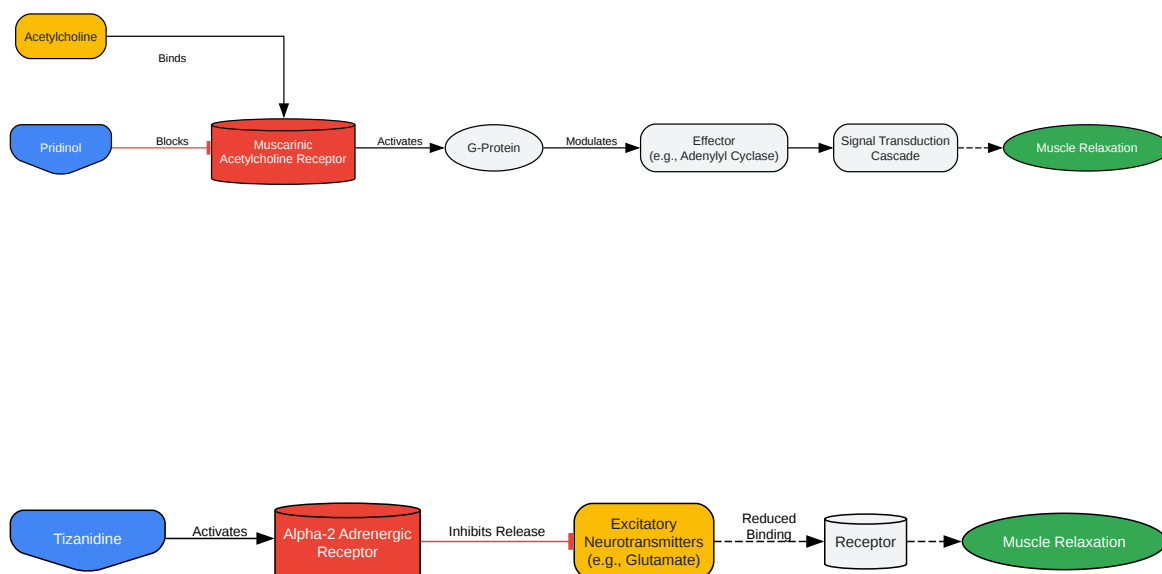 Acetylcholine
Binds
Pridinol
Blocks
Muscarinic
Acetylcholine Receptor
Activates
G-Protein
Modulates
Effector
(e.g., Adenylyl Cyclase)
Signal Transduction
Cascade
Muscle Relaxation
Tizanidine
Activates
Alpha-2 Adrenergic
Receptor
Inhibits Release
Excitatory
Neurotransmitters
(e.g., Glutamate)
Reduced
Binding
Receptor
Muscle Relaxation